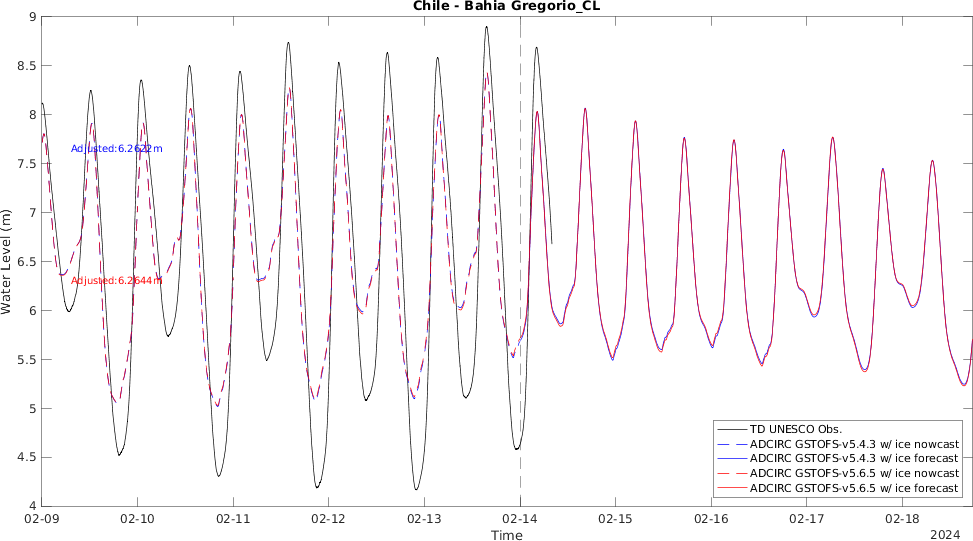 Chile - Bahia Gregorio_CL
Water Level (m)
9
8.5
8
7.5
7
6.5
6
5.5
5
4.5
4
Adjusted:6.2622m
Adjusted:6.2644m
TD UNESCO Obs.
ADCIRC GSTOFS-v5.4.3 w/ ice nowcast
ADCIRC GSTOFS-v5.4.3 w/ ice forecast
ADCIRC GSTOFS-v5.6.5 w/ ice nowcast
ADCIRC GSTOFS-v5.6.5 w/ ice forecast
02-09 02-10 02-11 02-12 02-13 02-14 02-15 02-16 02-17 02-18
Time
2024